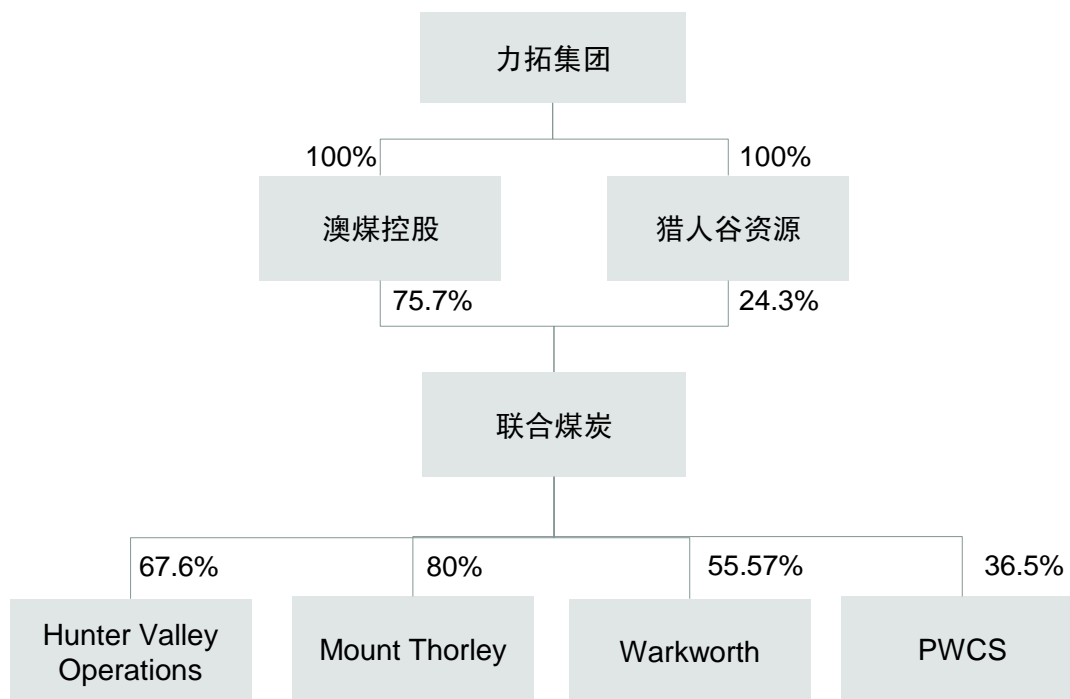 力拓集团
100%
100%
澳煤控股
猎人谷资源
75.7%
24.3%
联合煤炭
67.6%
80%
55.57%
36.5%
Hunter Valley
Operations
Mount Thorley
Warkworth
PWCS